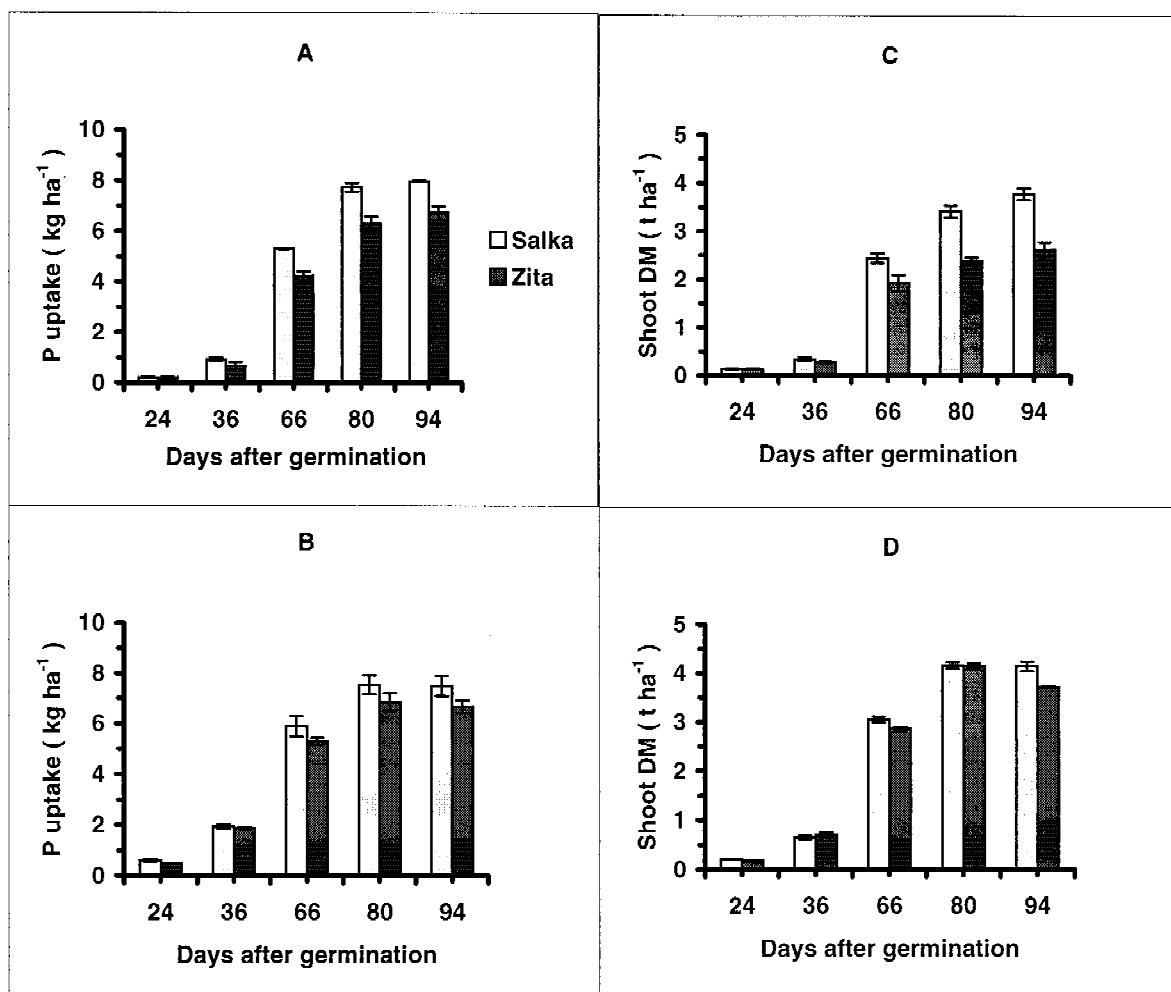 A
P uptake ( kg ha⁻¹ )
10
8
6
4
2
0
24 36 66 80 94
Days after germination
Salka
Zita
C
Shoot DM ( t ha⁻¹ )
5
4
3
2
1
0
24 36 66 80 94
Days after germination
B
P uptake ( kg ha⁻¹ )
10
8
6
4
2
0
24 36 66 80 94
Days after germination
D
Shoot DM ( t ha⁻¹ )
5
4
3
2
1
0
24 36 66 80 94
Days after germination